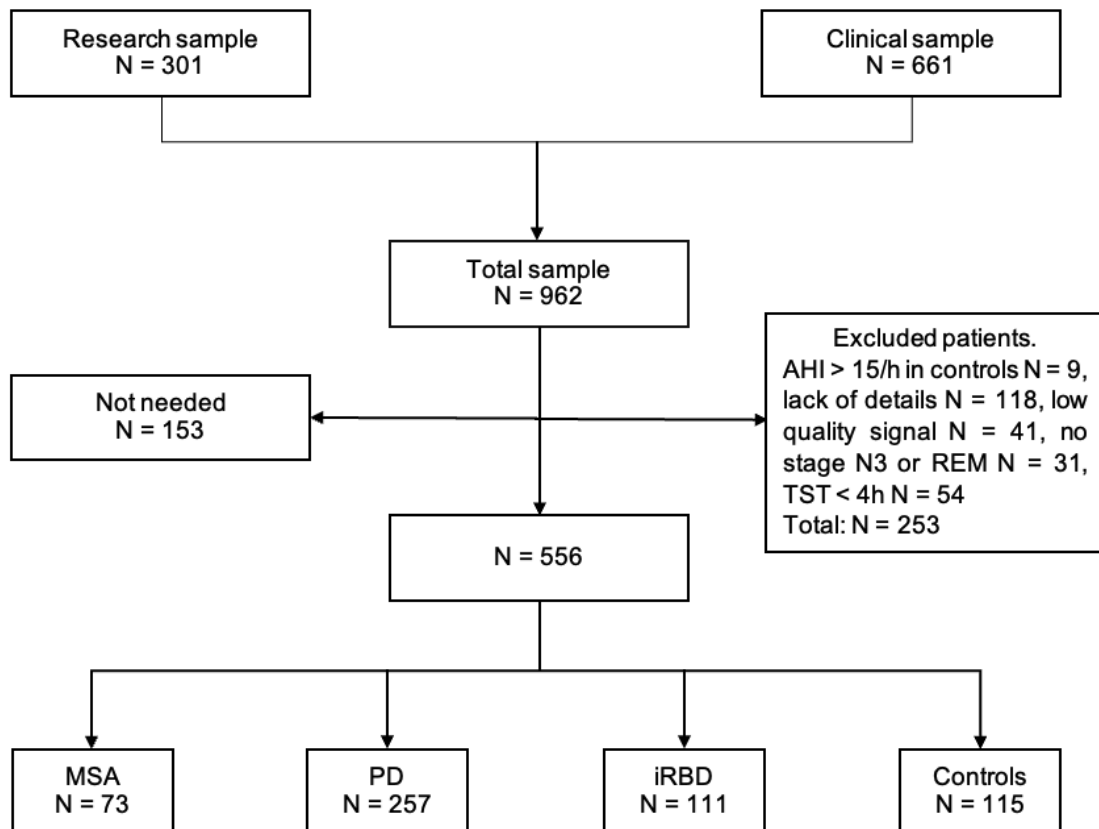 Research sample
N = 301
Clinical sample
N = 661
Total sample
N = 962
Not needed
N = 153
Excluded patients.
AHI > 15/h in controls N = 9,
lack of details N = 118, low
quality signal N = 41, no
stage N3 or REM N = 31,
TST < 4h N = 54
Total: N = 253
N = 556
MSA
N = 73
PD
N = 257
iRBD
N = 111
Controls
N = 115